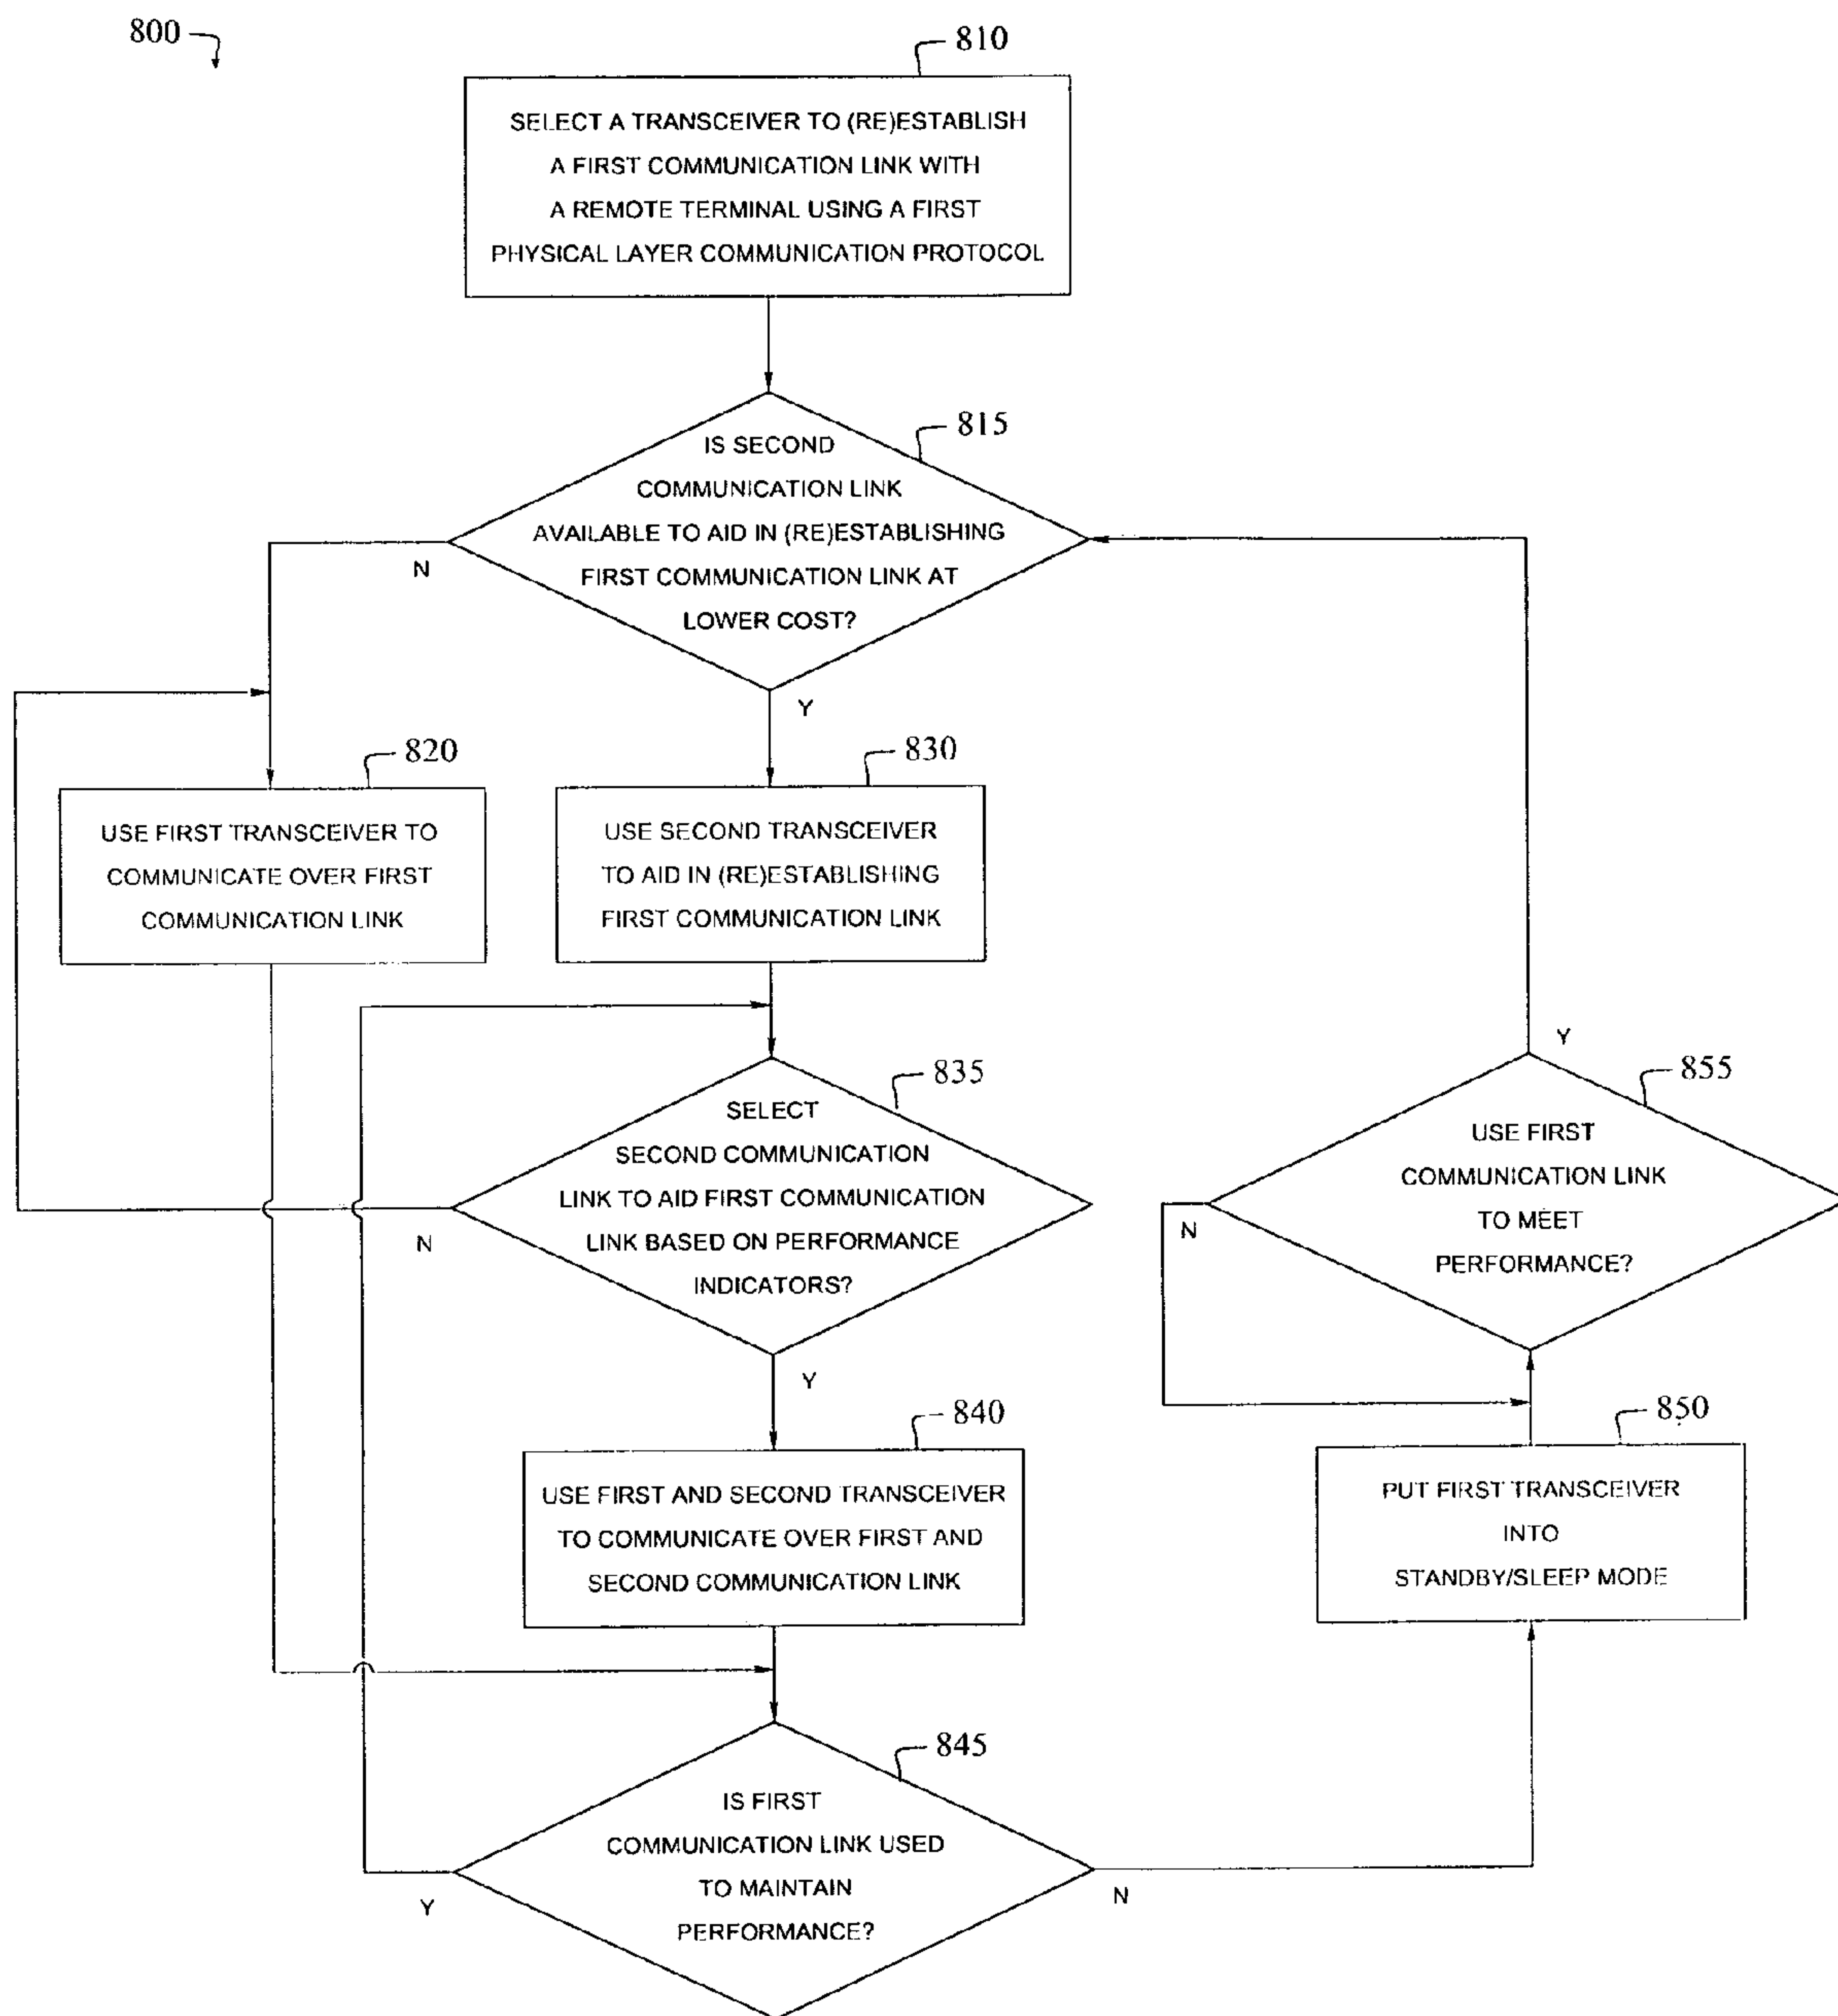 800
810
SELECT A TRANSCEIVER TO (RE)ESTABLISH
A FIRST COMMUNICATION LINK WITH
A REMOTE TERMINAL USING A FIRST
PHYSICAL LAYER COMMUNICATION PROTOCOL
815
IS SECOND
COMMUNICATION LINK
AVAILABLE TO AID IN (RE)ESTABLISHING
FIRST COMMUNICATION LINK AT
LOWER COST?
N
Y
820
USE FIRST TRANSCEIVER TO
COMMUNICATE OVER FIRST
COMMUNICATION LINK
830
USE SECOND TRANSCEIVER
TO AID IN (RE)ESTABLISHING
FIRST COMMUNICATION LINK
835
SELECT
SECOND COMMUNICATION
LINK TO AID FIRST COMMUNICATION
LINK BASED ON PERFORMANCE
INDICATORS?
N
Y
855
USE FIRST
COMMUNICATION LINK
TO MEET
PERFORMANCE?
Y
N
840
USE FIRST AND SECOND TRANSCEIVER
TO COMMUNICATE OVER FIRST AND
SECOND COMMUNICATION LINK
850
PUT FIRST TRANSCEIVER
INTO
STANDBY/SLEEP MODE
845
IS FIRST
COMMUNICATION LINK USED
TO MAINTAIN
PERFORMANCE?
Y
N